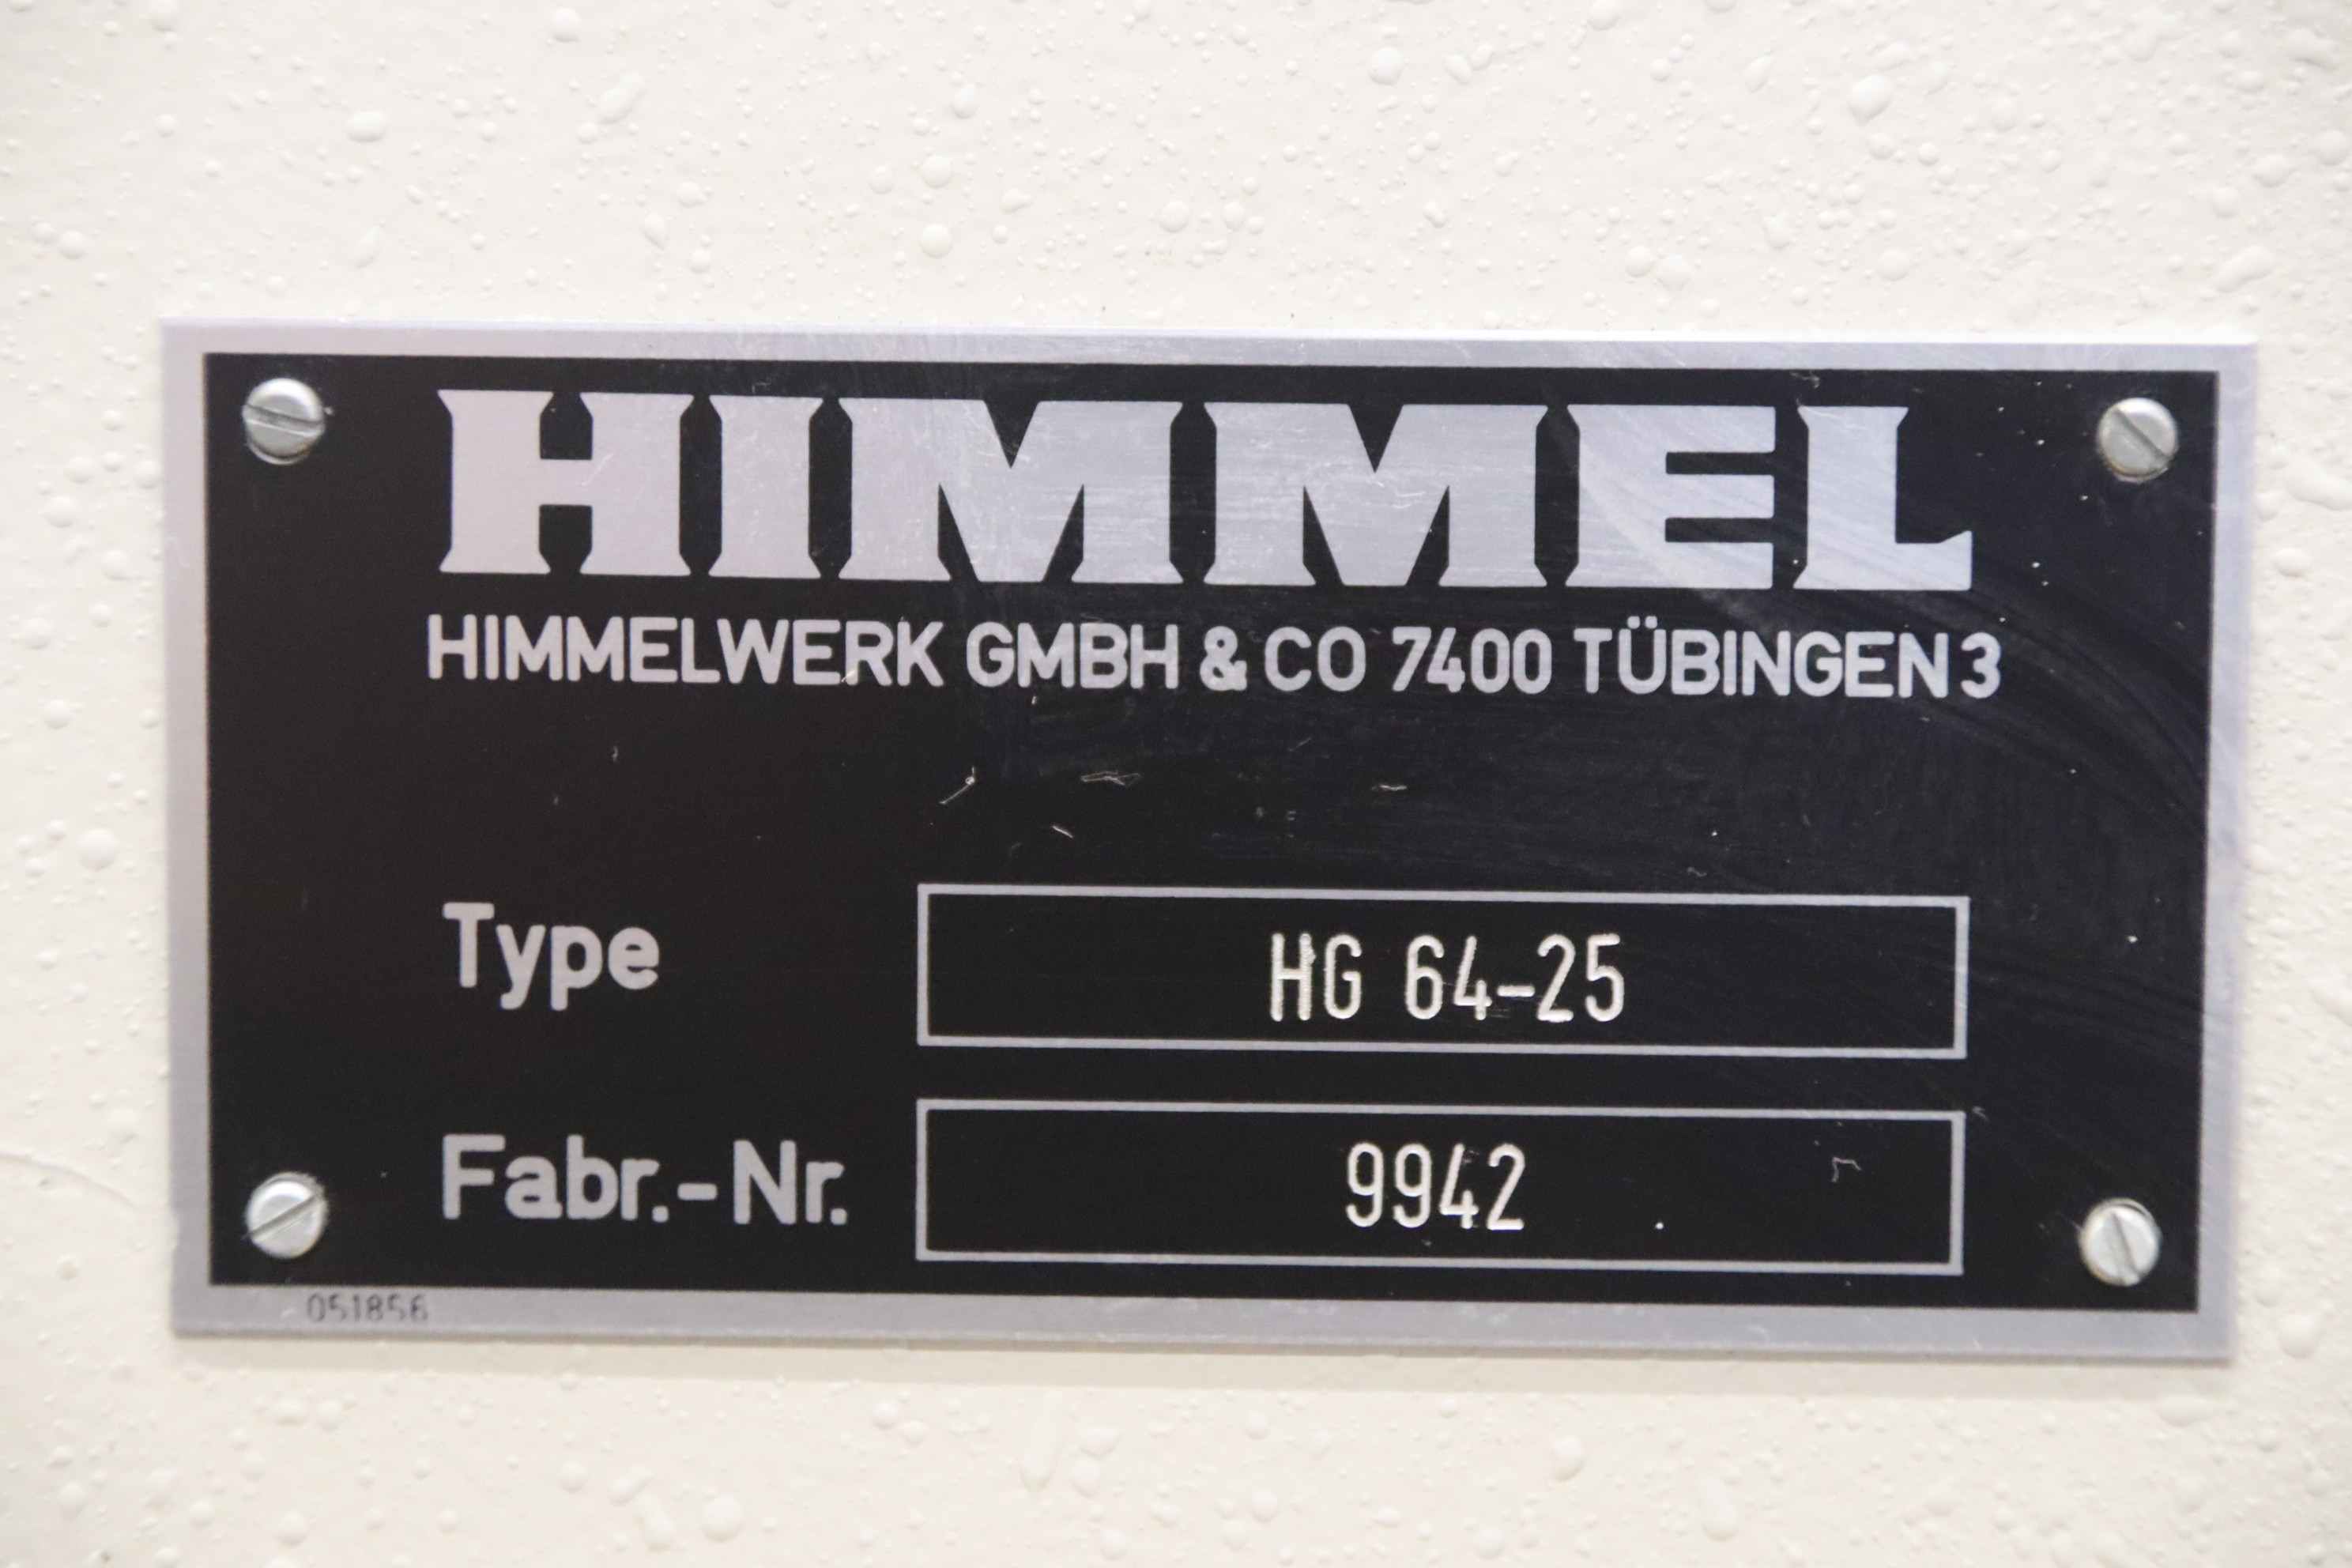 HIMMEL
HIMMELWERK GMBH & CO 7400 TÜBINGEN 3
Type HG 64-25
Fabr.-Nr. 9942
051856